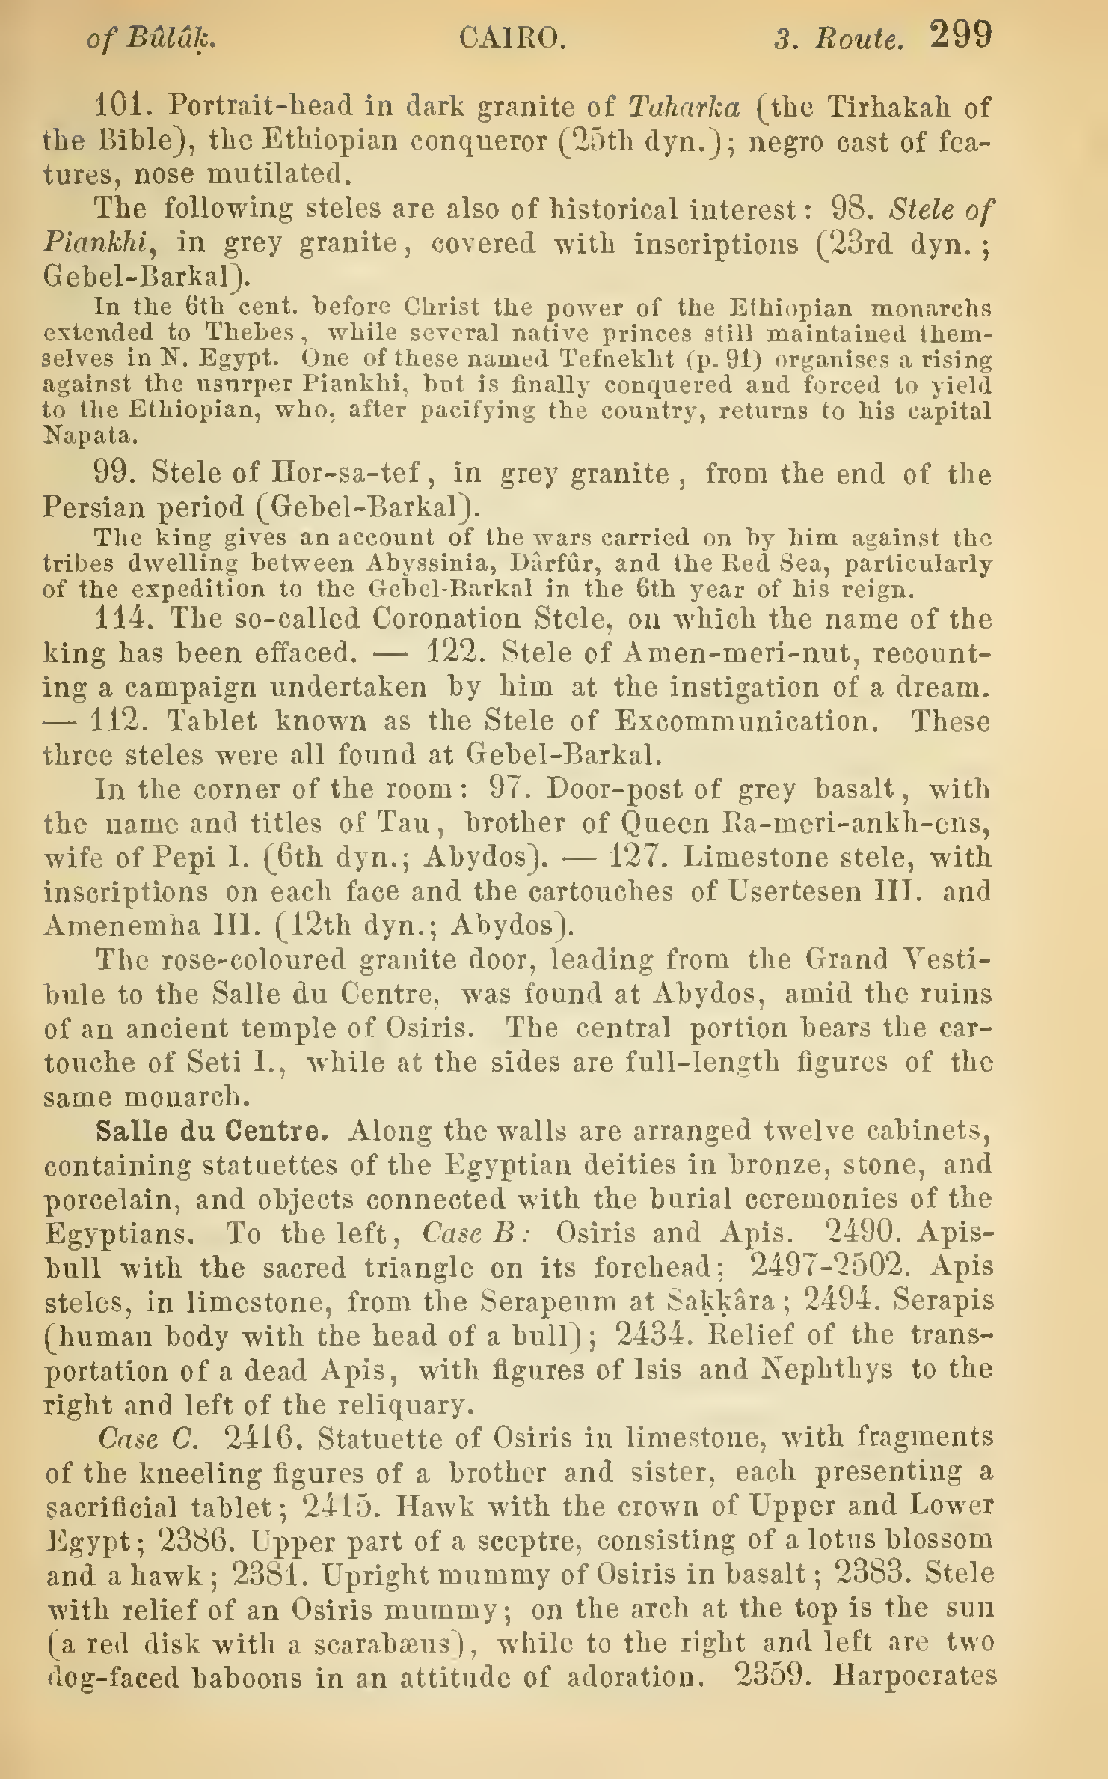 of Bûlâḳ. CAIRO. 3. Route. 299
101. Portrait-head in dark granite of Taharka (the Tirhakah of
the Bible), the Ethiopian conqueror (25th dyn.); negro cast of fea-
tures, nose mutilated.
The following steles are also of historical interest: 98. Stele of
Piankhi, in grey granite, covered with inscriptions (23rd dyn.;
Gebel-Barkal).
In the 6th cent. before Christ the power of the Ethiopian monarchs
extended to Thebes, while several native princes still maintained them-
selves in N. Egypt. One of these named Tefnekht (p. 91) organises a rising
against the usurper Piankhi, but is finally conquered and forced to yield
to the Ethiopian, who, after pacifying the country, returns to his capital
Napata.
99. Stele of Hor-sa-tef, in grey granite, from the end of the
Persian period (Gebel-Barkal).
The king gives an account of the wars carried on by him against the
tribes dwelling between Abyssinia, Dârfûr, and the Red Sea, particularly
of the expedition to the Gebel-Barkal in the 6th year of his reign.
114. The so-called Coronation Stele, on which the name of the
king has been effaced. — 122. Stele of Amen-meri-nut, recount-
ing a campaign undertaken by him at the instigation of a dream.
— 112. Tablet known as the Stele of Excommunication. These
three steles were all found at Gebel-Barkal.
In the corner of the room: 97. Door-post of grey basalt, with
the name and titles of Tau, brother of Queen Ra-meri-ankh-ens,
wife of Pepi I. (6th dyn.; Abydos). — 127. Limestone stele, with
inscriptions on each face and the cartouches of Usertesen III. and
Amenemha III. (12th dyn.; Abydos).
The rose-coloured granite door, leading from the Grand Vesti-
bule to the Salle du Centre, was found at Abydos, amid the ruins
of an ancient temple of Osiris. The central portion bears the car-
touche of Seti I., while at the sides are full-length figures of the
same monarch.
Salle du Centre. Along the walls are arranged twelve cabinets,
containing statuettes of the Egyptian deities in bronze, stone, and
porcelain, and objects connected with the burial ceremonies of the
Egyptians. To the left, Case B: Osiris and Apis. 2490. Apis-
bull with the sacred triangle on its forehead; 2497-2502. Apis
steles, in limestone, from the Serapeum at Saḳḳâra; 2494. Serapis
(human body with the head of a bull); 2434. Relief of the trans-
portation of a dead Apis, with figures of Isis and Nephthys to the
right and left of the reliquary.
Case C. 2416. Statuette of Osiris in limestone, with fragments
of the kneeling figures of a brother and sister, each presenting a
sacrificial tablet; 2415. Hawk with the crown of Upper and Lower
Egypt; 2386. Upper part of a sceptre, consisting of a lotus blossom
and a hawk; 2381. Upright mummy of Osiris in basalt; 2383. Stele
with relief of an Osiris mummy; on the arch at the top is the sun
(a red disk with a scarabæus), while to the right and left are two
dog-faced baboons in an attitude of adoration. 2359. Harpocrates